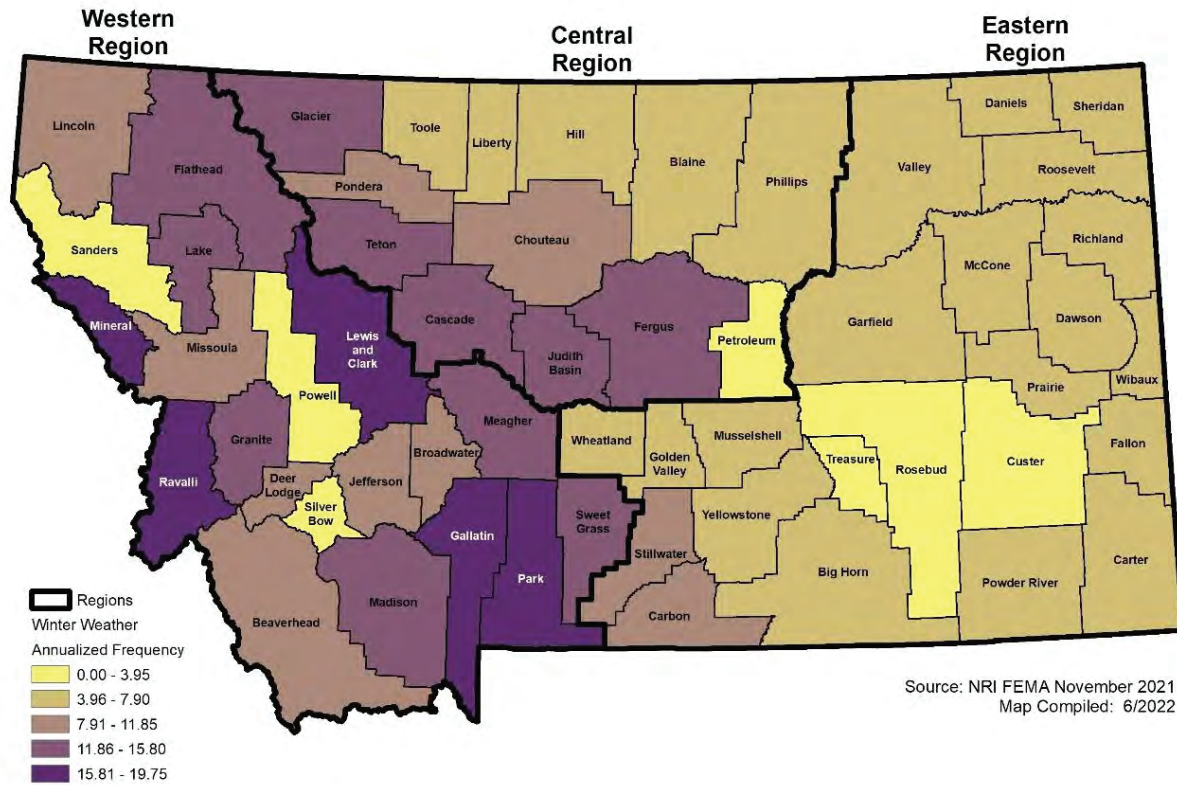 Western
Region
Central
Region
Eastern
Region
Lincoln
Flathead
Glacier
Toole
Liberty
Hill
Blaine
Phillips
Valley
Daniels
Sheridan
Roosevelt
Pondera
Sanders
Lake
Teton
Chouteau
McCone
Richland
Mineral
Missoula
Lewis
and
Clark
Cascade
Judith
Basin
Fergus
Petroleum
Garfield
Dawson
Prairie
Wibaux
Powell
Granite
Meagher
Ravalli
Deer
Lodge
Silver
Bow
Jefferson
Broadwater
Wheatland
Golden
Valley
Musselshell
Treasure
Rosebud
Custer
Fallon
Gallatin
Park
Sweet
Grass
Stillwater
Yellowstone
Big Horn
Powder River
Carter
Beaverhead
Madison
Carbon
Regions
Winter Weather
Annualized Frequency
0.00 - 3.95
3.96 - 7.90
7.91 - 11.85
11.86 - 15.80
15.81 - 19.75
Source: NRI FEMA November 2021
Map Compiled: 6/2022